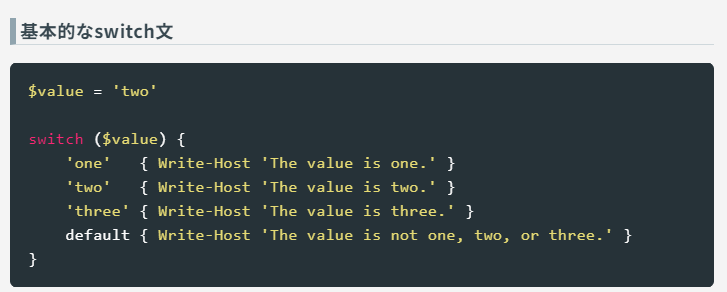 基本的なswitch文
$value = 'two'
switch ($value) {
    'one'   { Write-Host 'The value is one.' }
    'two'   { Write-Host 'The value is two.' }
    'three' { Write-Host 'The value is three.' }
    default { Write-Host 'The value is not one, two, or three.' }
}